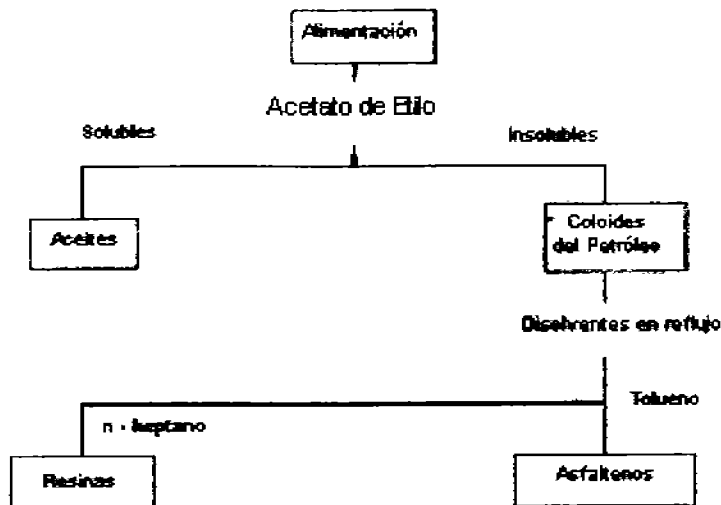 Alimentación
Acetato de Etilo
Solubles
Insolubles
Aceites
Coloides
del Petróleo
Disolventes en reflujo
Tolueno
n - heptano
Resinas
Asfaltenos